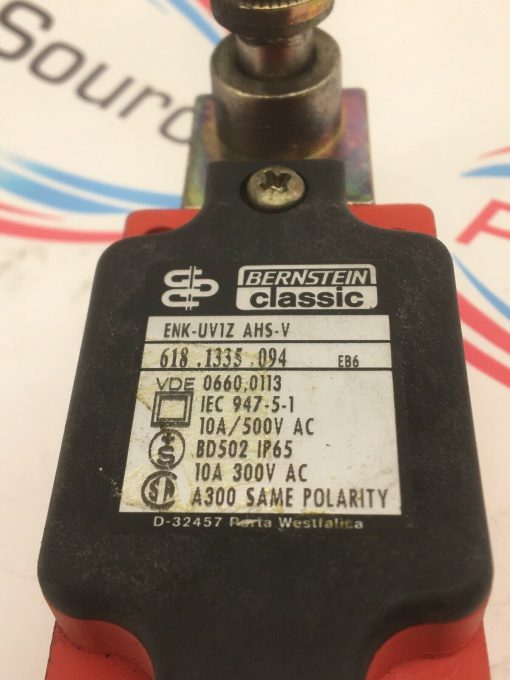 Source
P
BERNSTEIN
classic
ENK-UV1Z AHS-V
618.1335.094 EB6
VDE 0660,0113
IEC 947-5-1
10A/500V AC
BD502 IP65
10A 300V AC
A300 SAME POLARITY
D-32457 Porta Westfalica